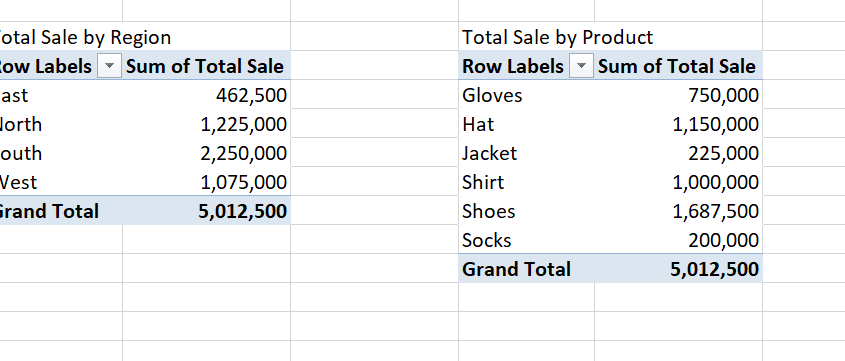 otal Sale by Region
ow Labels Sum of Total Sale
ast 462,500
orth 1,225,000
outh 2,250,000
West 1,075,000
Grand Total 5,012,500
Total Sale by Product
Row Labels Sum of Total Sale
Gloves 750,000
Hat 1,150,000
Jacket 225,000
Shirt 1,000,000
Shoes 1,687,500
Socks 200,000
Grand Total 5,012,500